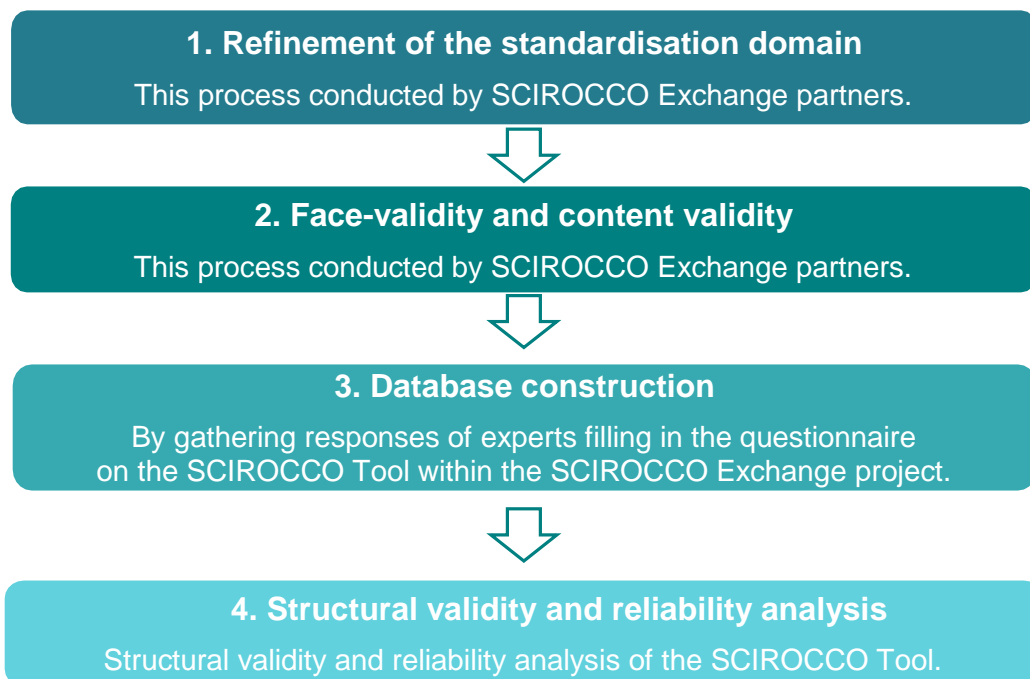 1. Refinement of the standardisation domain
This process conducted by SCIROCCO Exchange partners.
2. Face-validity and content validity
This process conducted by SCIROCCO Exchange partners.
3. Database construction
By gathering responses of experts filling in the questionnaire
on the SCIROCCO Tool within the SCIROCCO Exchange project.
4. Structural validity and reliability analysis
Structural validity and reliability analysis of the SCIROCCO Tool.